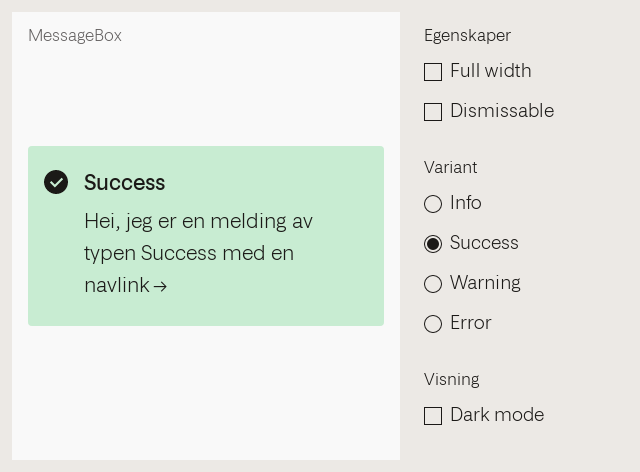 MessageBox
Success
Hei, jeg er en melding av
typen Success med en
navlink →
Egenskaper
Full width
Dismissable
Variant
Info
Success
Warning
Error
Visning
Dark mode